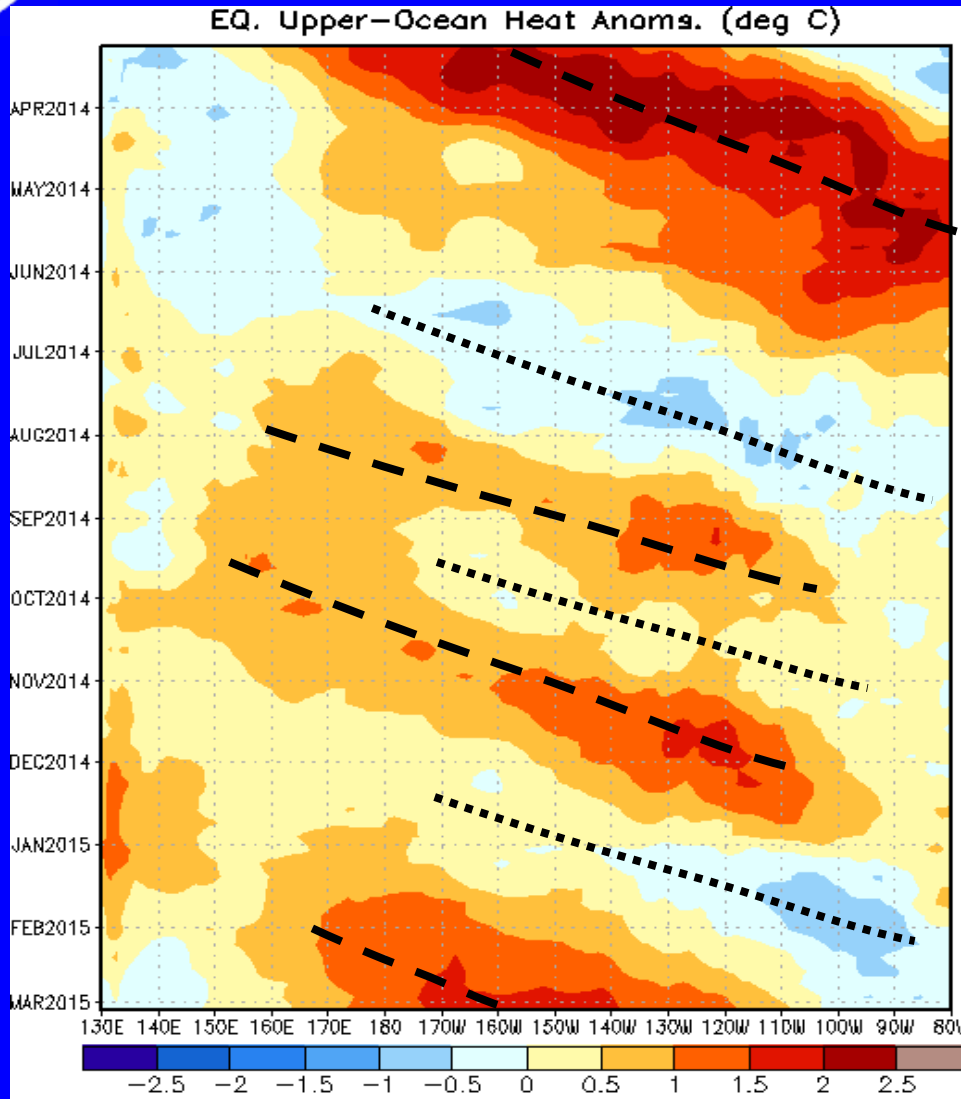 EQ. Upper-Ocean Heat Anoms. (deg C)
APR2014
MAY2014
JUN2014
JUL2014
AUG2014
SEP2014
OCT2014
NOV2014
DEC2014
JAN2015
FEB2015
MAR2015
130E 140E 150E 160E 170E 180 170W 160W 150W 140W 130W 120W 110W 100W 90W 80W
-2.5 -2 -1.5 -1 -0.5 0 0.5 1 1.5 2 2.5